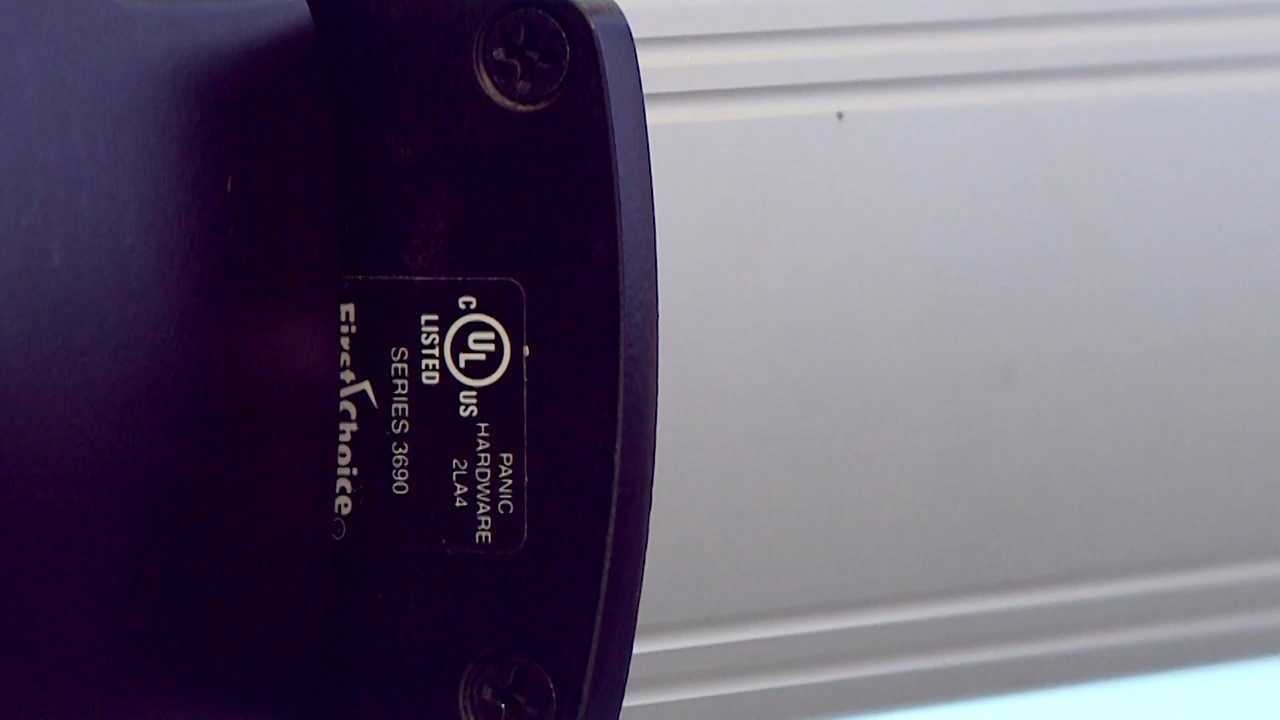 PANIC
HARDWARE
2LA4
C UL US
LISTED
SERIES 3690
First Choice®